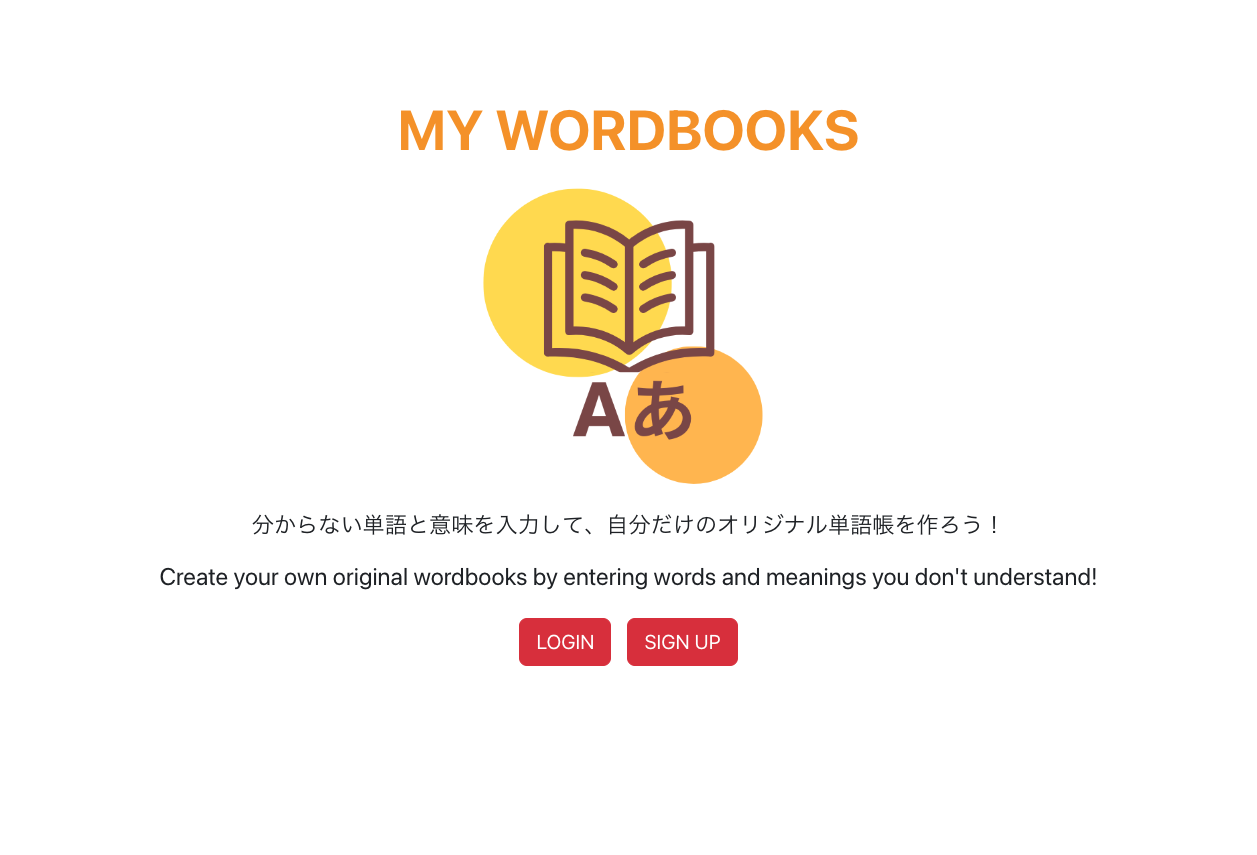 MY WORDBOOKS
Aあ
分からない単語と意味を入力して、自分だけのオリジナル単語帳を作ろう！
Create your own original wordbooks by entering words and meanings you don't understand!
LOGIN SIGN UP